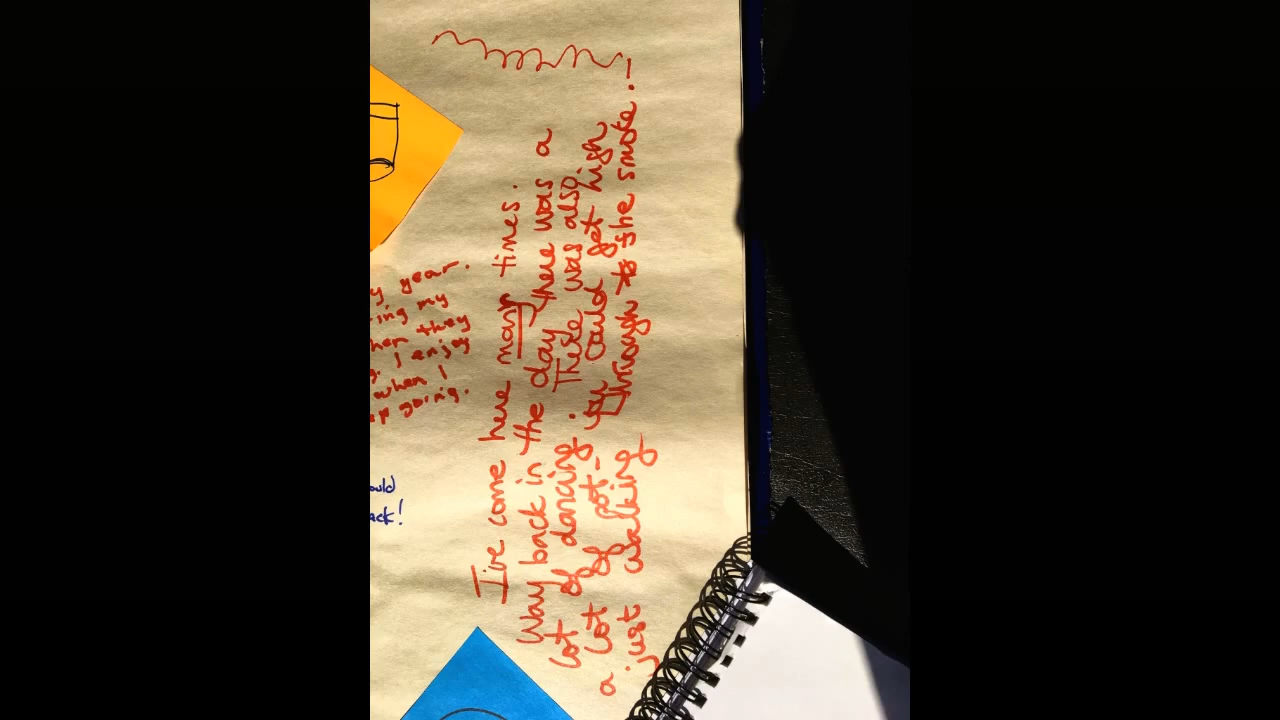 I've come here many times.
Way back in the day there was a
lot of dancing. There was also
a lot of pot - you could get high
just walking through the smoke. -
y year.
ing my
hen they
g. I enjoy
when I
going.
ould
ack!